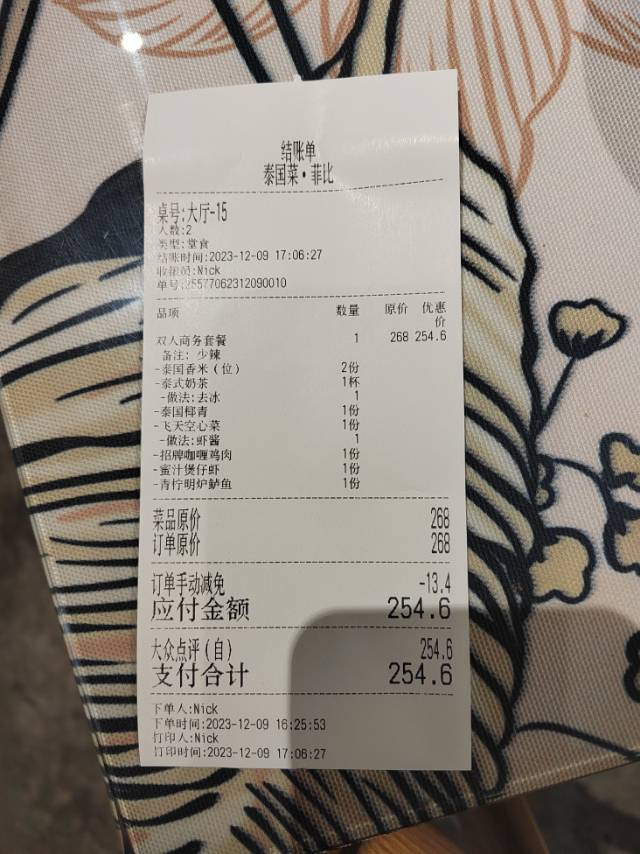 结账单
泰国菜·菲比
桌号:大厅-15
人数:2
类型:堂食
结账时间:2023-12-09 17:06:27
收银员:Nick
单号:25577062312090010
品项 数量 原价 优惠价
双人商务套餐 1 268 254.6
备注: 少辣
-泰国香米(位) 2份
-泰式奶茶 1杯
-做法:去冰 1
-泰国椰青 1份
-飞天空心菜 1份
-做法:虾酱 1
-招牌咖喱鸡肉 1份
-蜜汁煲仔虾 1份
-青柠明炉鲈鱼 1份
菜品原价 268
订单原价 268
订单手动减免 -13.4
应付金额 254.6
大众点评(自) 254.6
支付合计 254.6
下单人:Nick
下单时间:2023-12-09 16:25:53
打印人:Nick
打印时间:2023-12-09 17:06:27